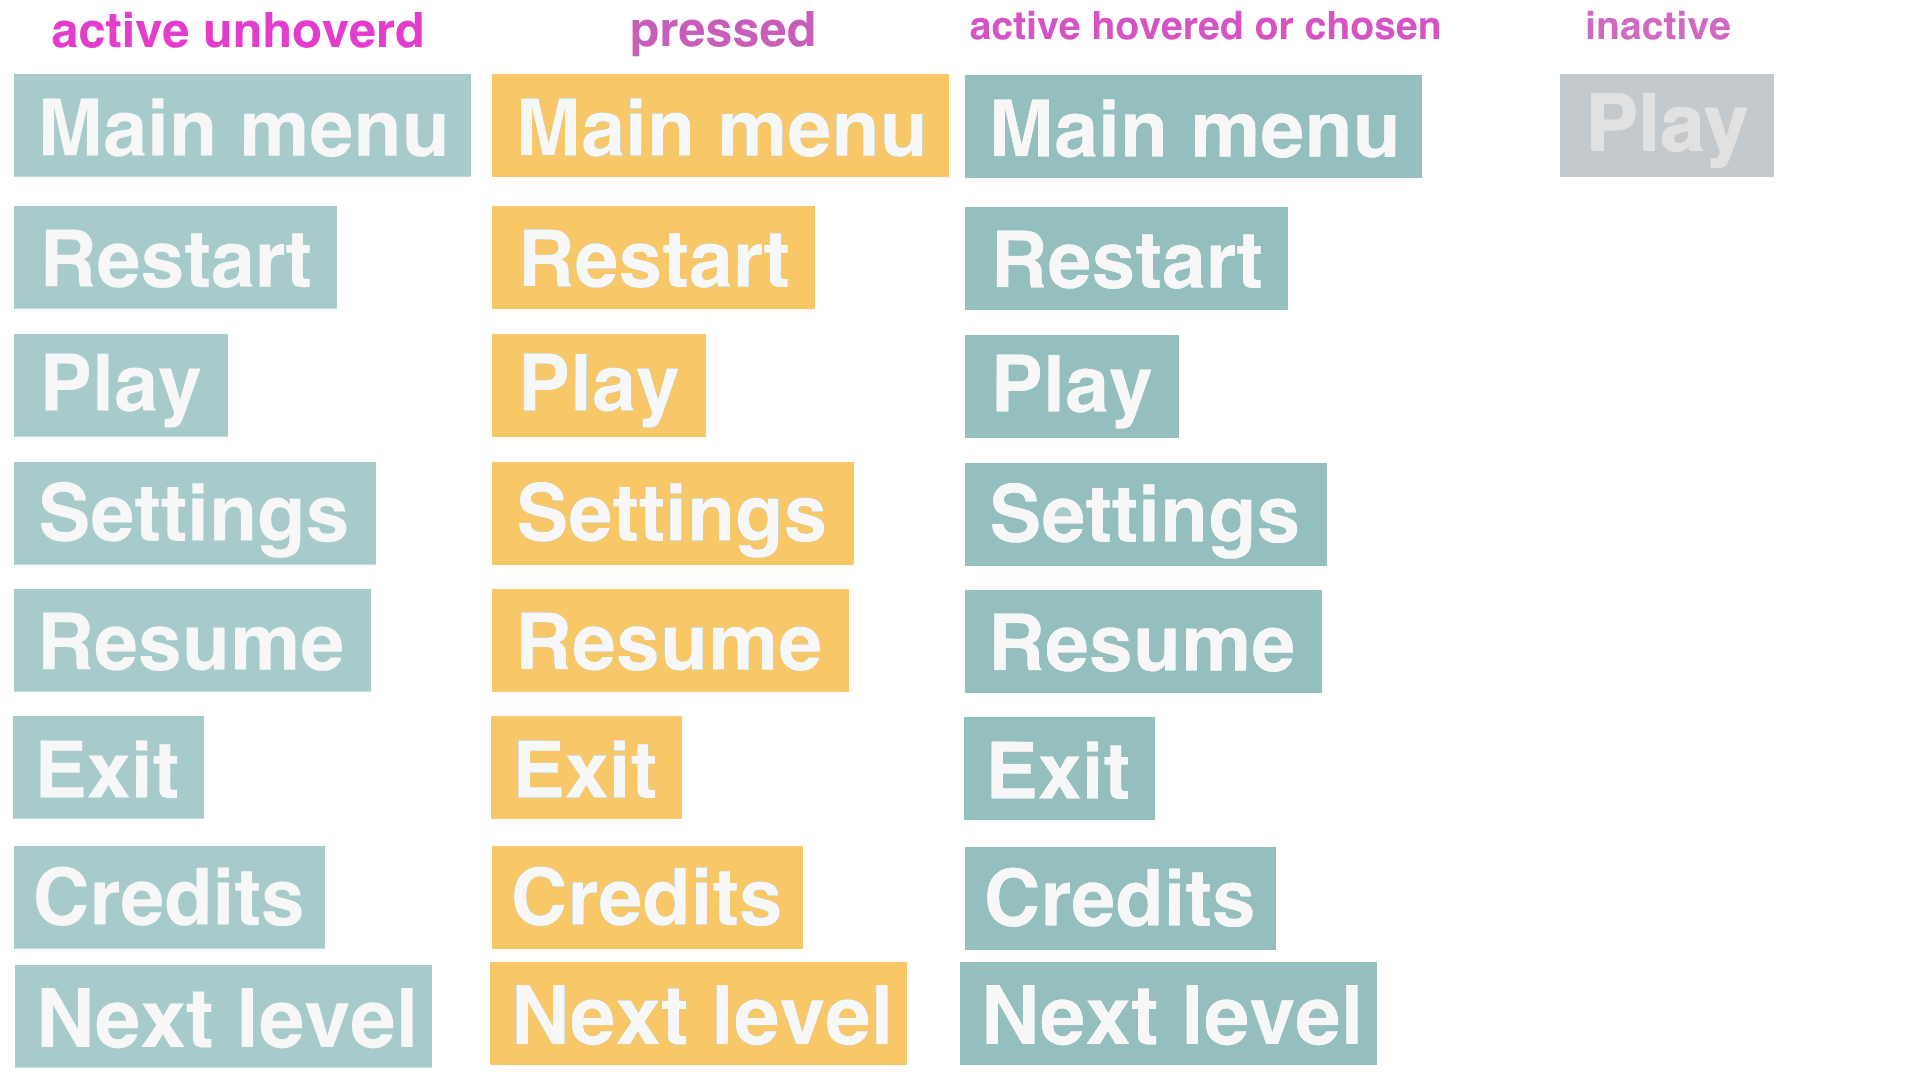 active unhoverd
pressed
active hovered or chosen
inactive
Main menu
Main menu
Main menu
Play
Restart
Restart
Restart
Play
Play
Play
Settings
Settings
Settings
Resume
Resume
Resume
Exit
Exit
Exit
Credits
Credits
Credits
Next level
Next level
Next level